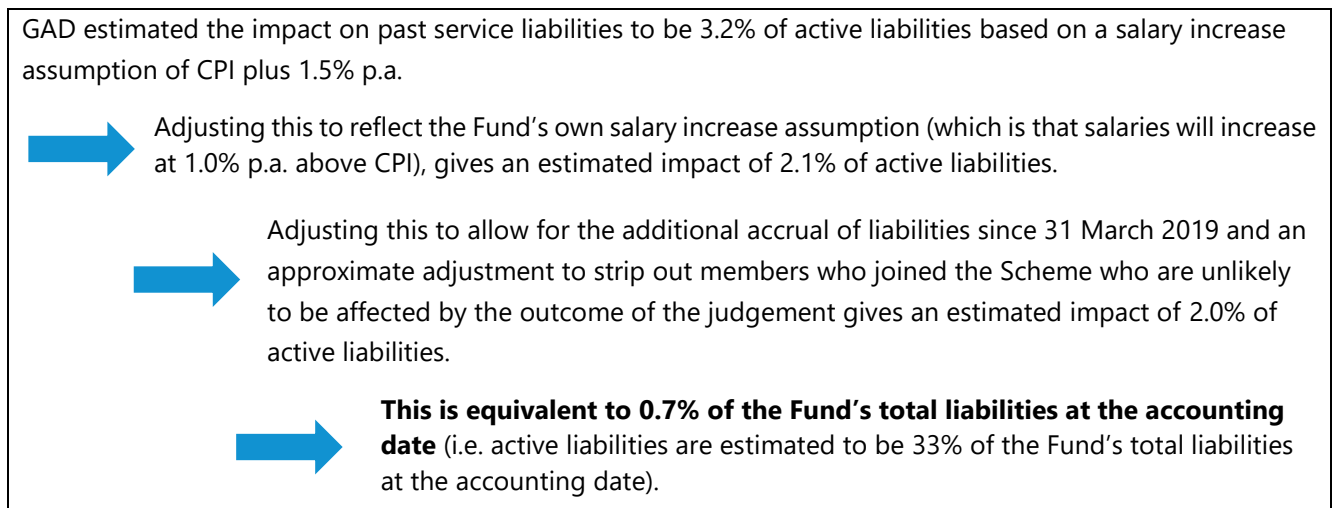 GAD estimated the impact on past service liabilities to be 3.2% of active liabilities based on a salary increase
assumption of CPI plus 1.5% p.a.
Adjusting this to reflect the Fund’s own salary increase assumption (which is that salaries will increase
at 1.0% p.a. above CPI), gives an estimated impact of 2.1% of active liabilities.
Adjusting this to allow for the additional accrual of liabilities since 31 March 2019 and an
approximate adjustment to strip out members who joined the Scheme who are unlikely
to be affected by the outcome of the judgement gives an estimated impact of 2.0% of
active liabilities.
This is equivalent to 0.7% of the Fund’s total liabilities at the accounting
date (i.e. active liabilities are estimated to be 33% of the Fund’s total liabilities
at the accounting date).